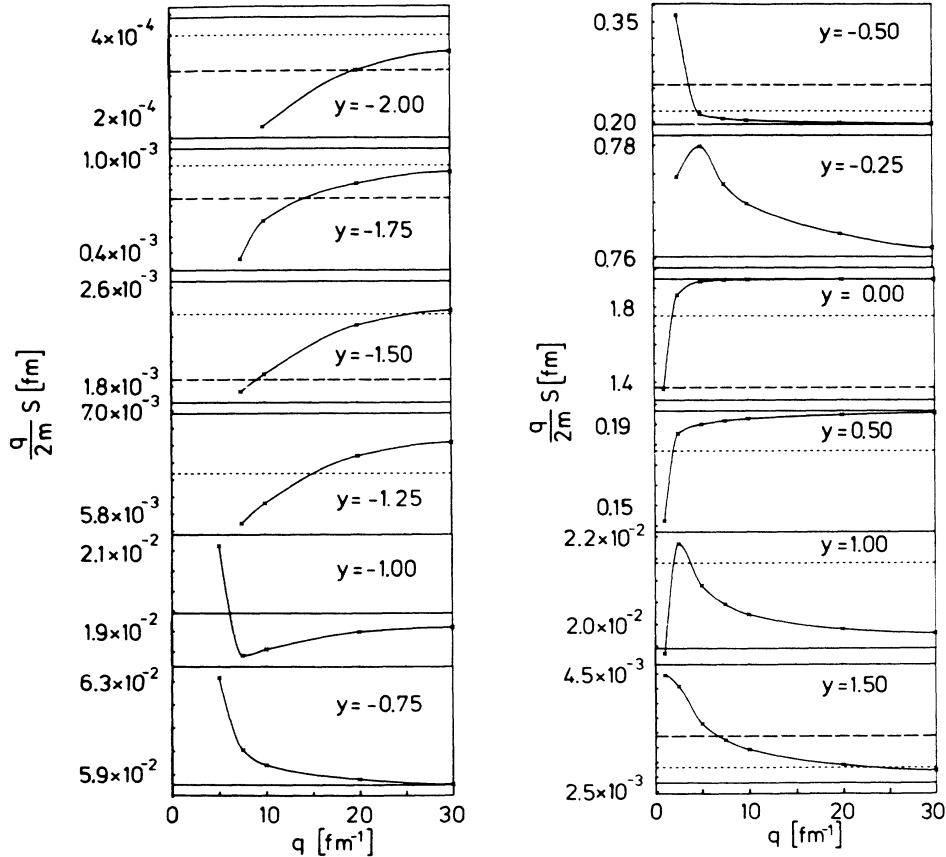 4×10⁻⁴
2×10⁻⁴
y = -2.00
1.0×10⁻³
0.4×10⁻³
y = -1.75
2.6×10⁻³
1.8×10⁻³
y = -1.50
7.0×10⁻³
5.8×10⁻³
y = -1.25
2.1×10⁻²
1.9×10⁻²
y = -1.00
6.3×10⁻²
5.9×10⁻²
y = -0.75
q/2m S [fm]
0 10 20 30
q [fm⁻¹]
0.35
0.20
y = -0.50
0.78
0.76
y = -0.25
1.8
1.4
y = 0.00
0.19
0.15
y = 0.50
2.2×10⁻²
2.0×10⁻²
y = 1.00
4.5×10⁻³
2.5×10⁻³
y = 1.50
q/2m S [fm]
0 10 20 30
q [fm⁻¹]